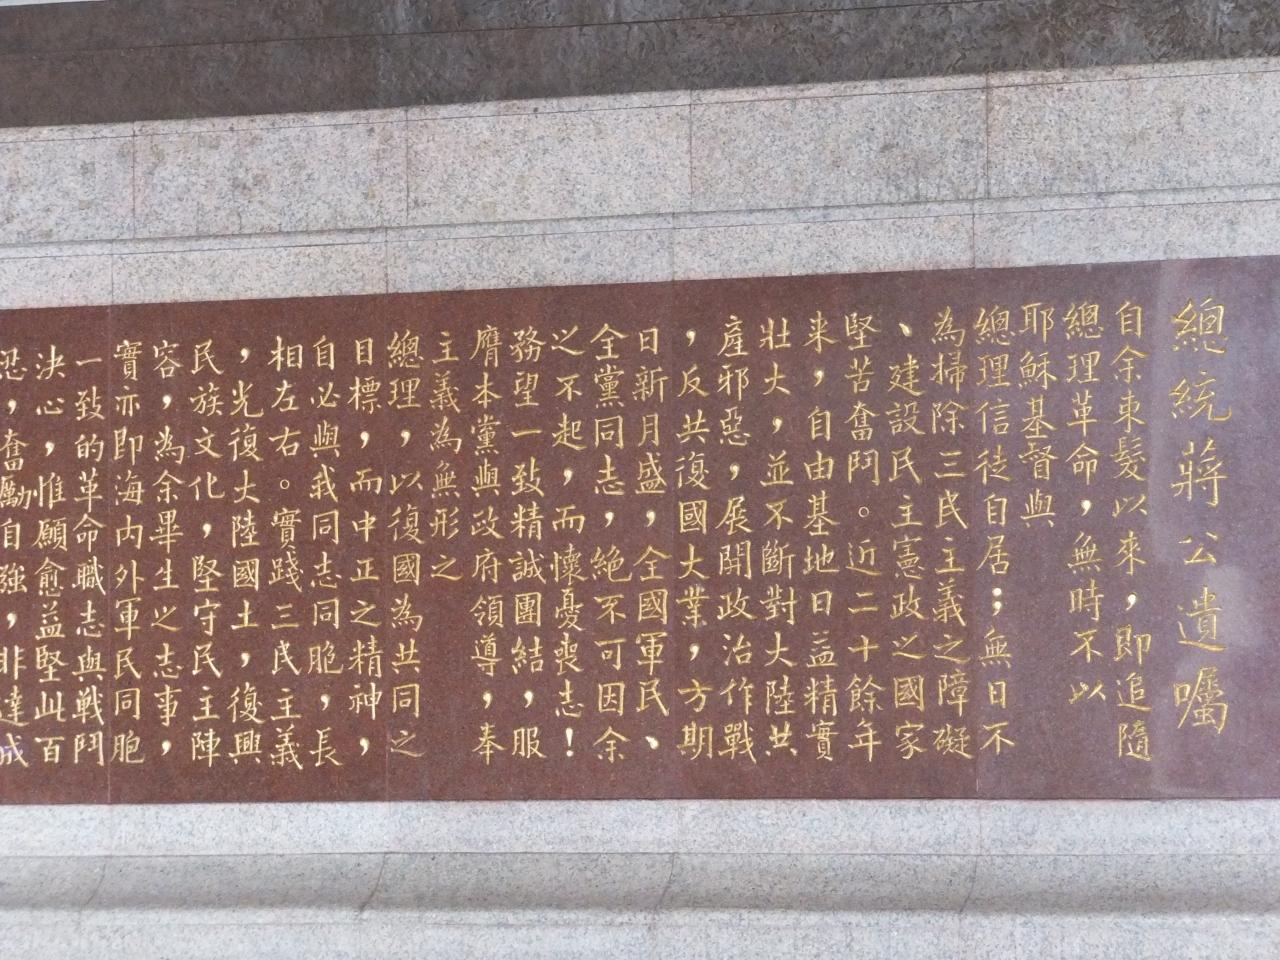 總統蔣公遺囑
自余束髮以來，即追隨
總理革命，無時不以
耶穌基督與
總理信徒自居；無日不
為掃除三民主義之障礙
、建設民主憲政之國家
堅苦奮鬥。近二十餘年
來，自由基地日益精實
壯大，並不斷對大陸共
產邪惡，展開政治作戰
，反共復國大業，方期
日新月盛，全國軍民、
全黨同志，絕不可因余
之不起，而懷憂喪志！
務望一致精誠團結，服
膺本黨與政府領導，奉
主義為無形之
總理，以復國為共同之
目標，而中正之精神，
自必與我同志同胞，長
相左右。實踐三民主義
，光復大陸國土，復興
民族文化，堅守民主陣
容，為余畢生之志事，
實亦即海內外軍民同胞
一致的革命職志與戰鬥
決心，惟願愈益堅此百
忍，奮勵自強，非達成